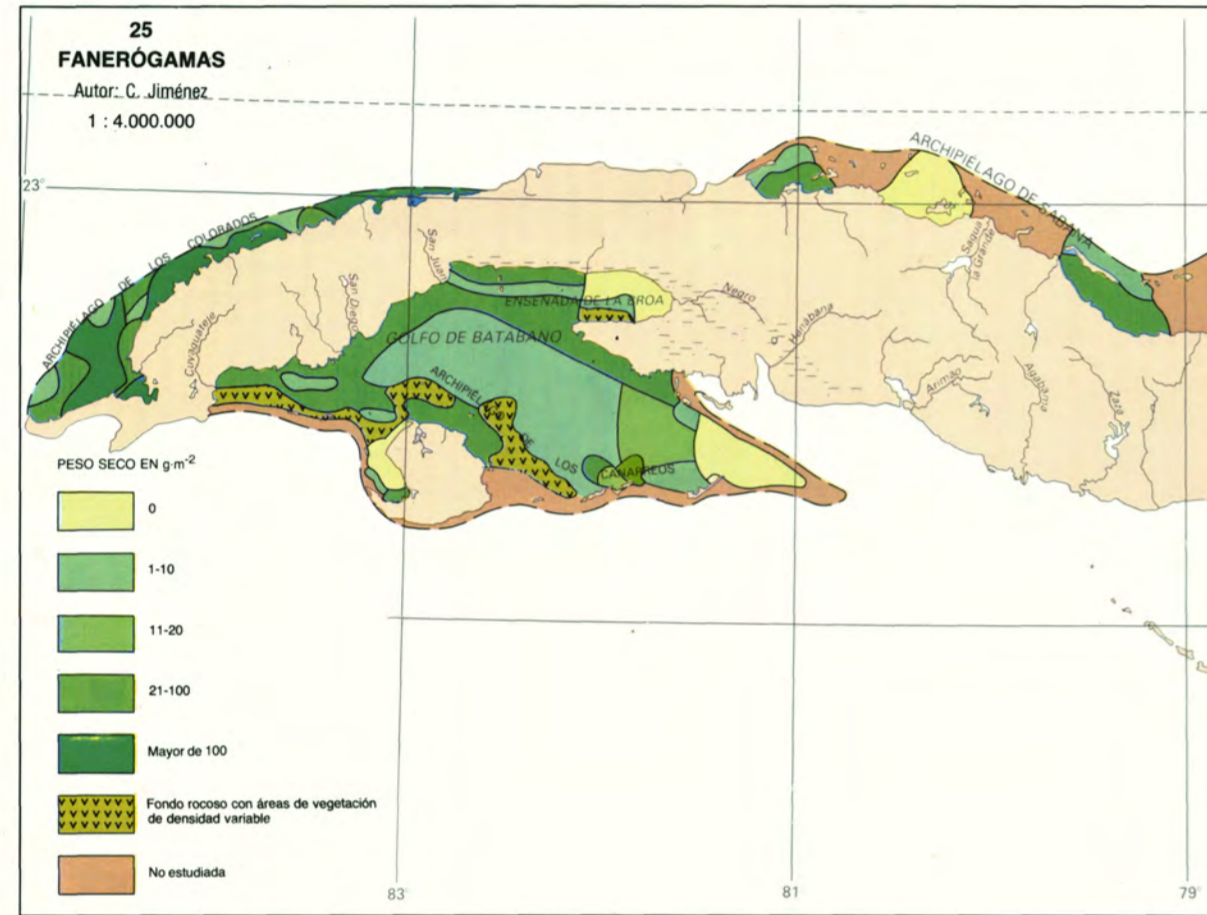 25
FANERÓGAMAS
Autor: C. Jiménez
1 : 4.000.000
23°
ARCHIPIÉLAGO DE SABANA
ARCHIPIÉLAGO DE LOS COLORADOS
San Juan
San Diego
Cuyaguateje
ENSENADA DE LA BROA
GOLFO DE BATABANO
Negro
Hanábana
Sagua
la Grande
Arimao
Agabama
Zaza
ARCHIPIÉLAGO DE LOS CANARREOS
PESO SECO EN g·m-2
0
1-10
11-20
21-100
Mayor de 100
Fondo rocoso con áreas de vegetación
de densidad variable
No estudiada
83°
81°
79°